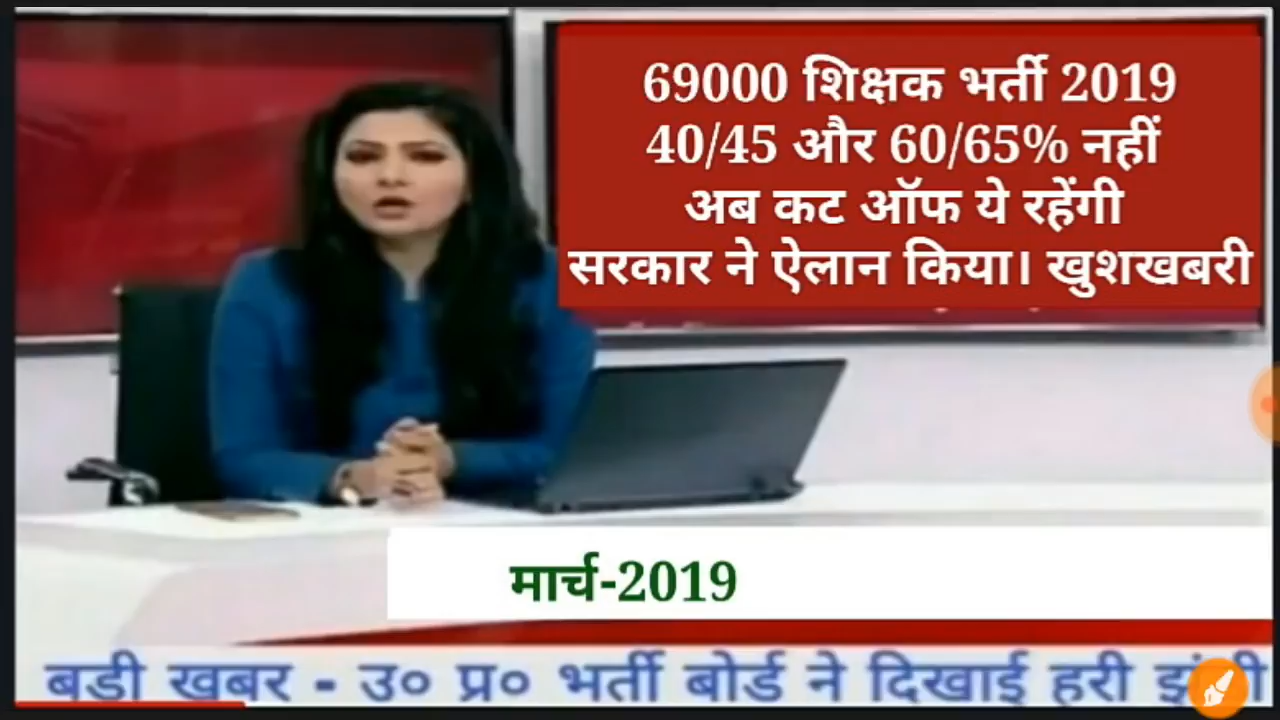 69000 शिक्षक भर्ती 2019
40/45 और 60/65% नहीं
अब कट ऑफ ये रहेंगी
सरकार ने ऐलान किया। खुशखबरी
मार्च-2019
बडी खबर - उ० प्र० भर्ती बोर्ड ने दिखाई हरी